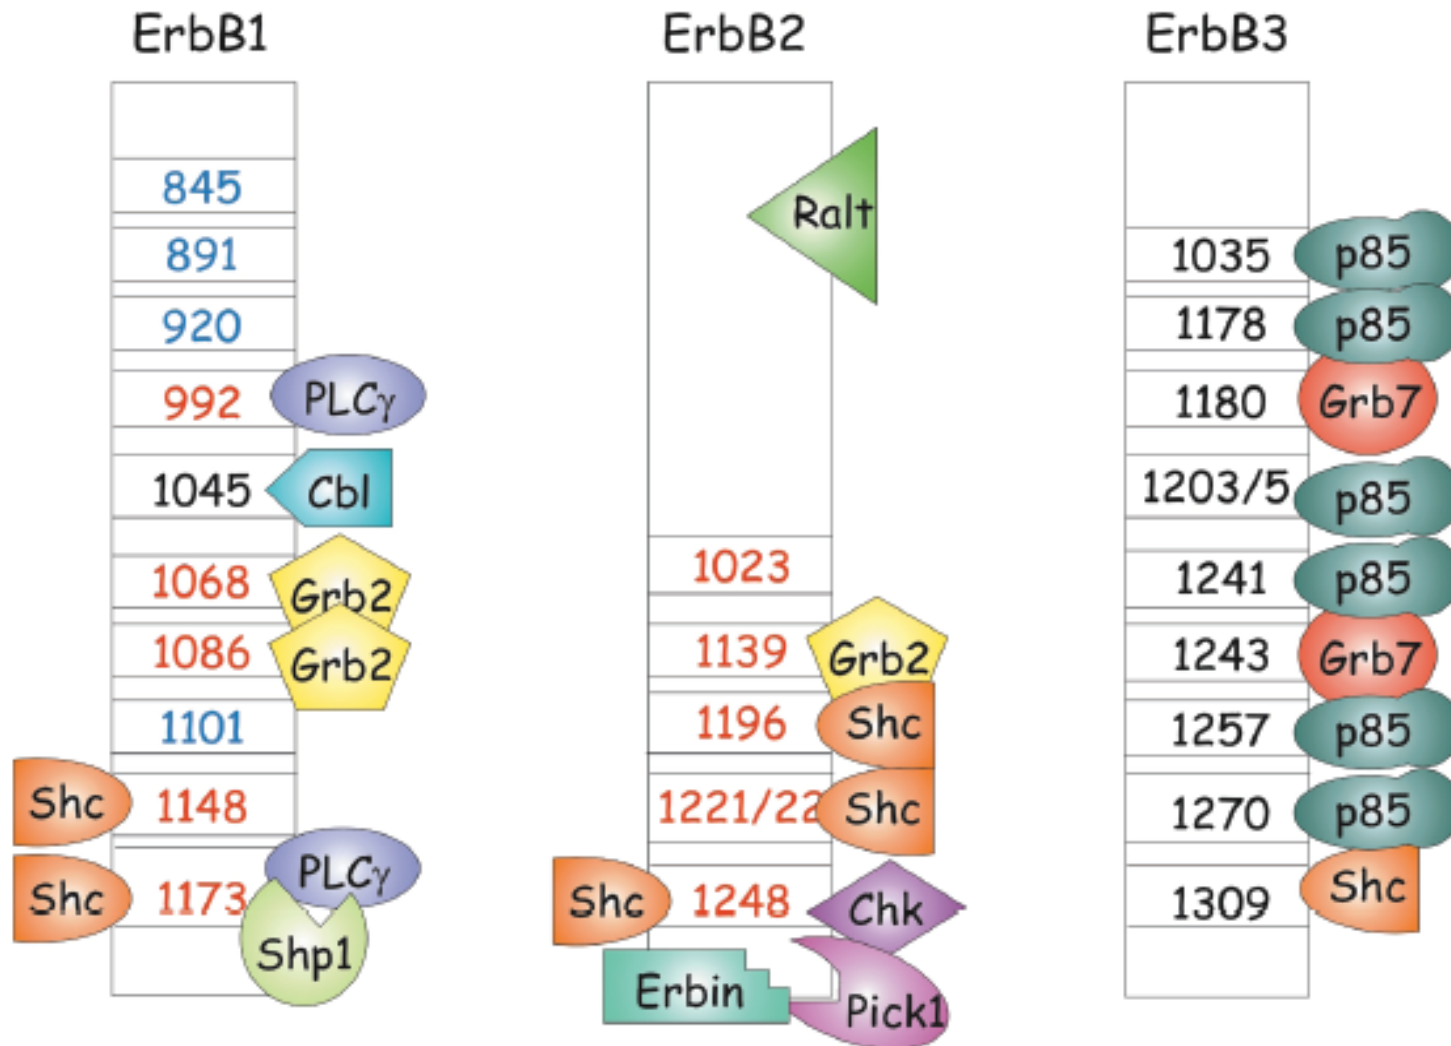 ErbB1
845
891
920
992 PLCγ
1045 Cbl
1068 Grb2
1086 Grb2
1101
Shc 1148
Shc 1173 PLCγ
Shp1
ErbB2
Ralt
1023
1139 Grb2
1196 Shc
1221/22 Shc
Shc 1248 Chk
Erbin Pick1
ErbB3
1035 p85
1178 p85
1180 Grb7
1203/5 p85
1241 p85
1243 Grb7
1257 p85
1270 p85
1309 Shc